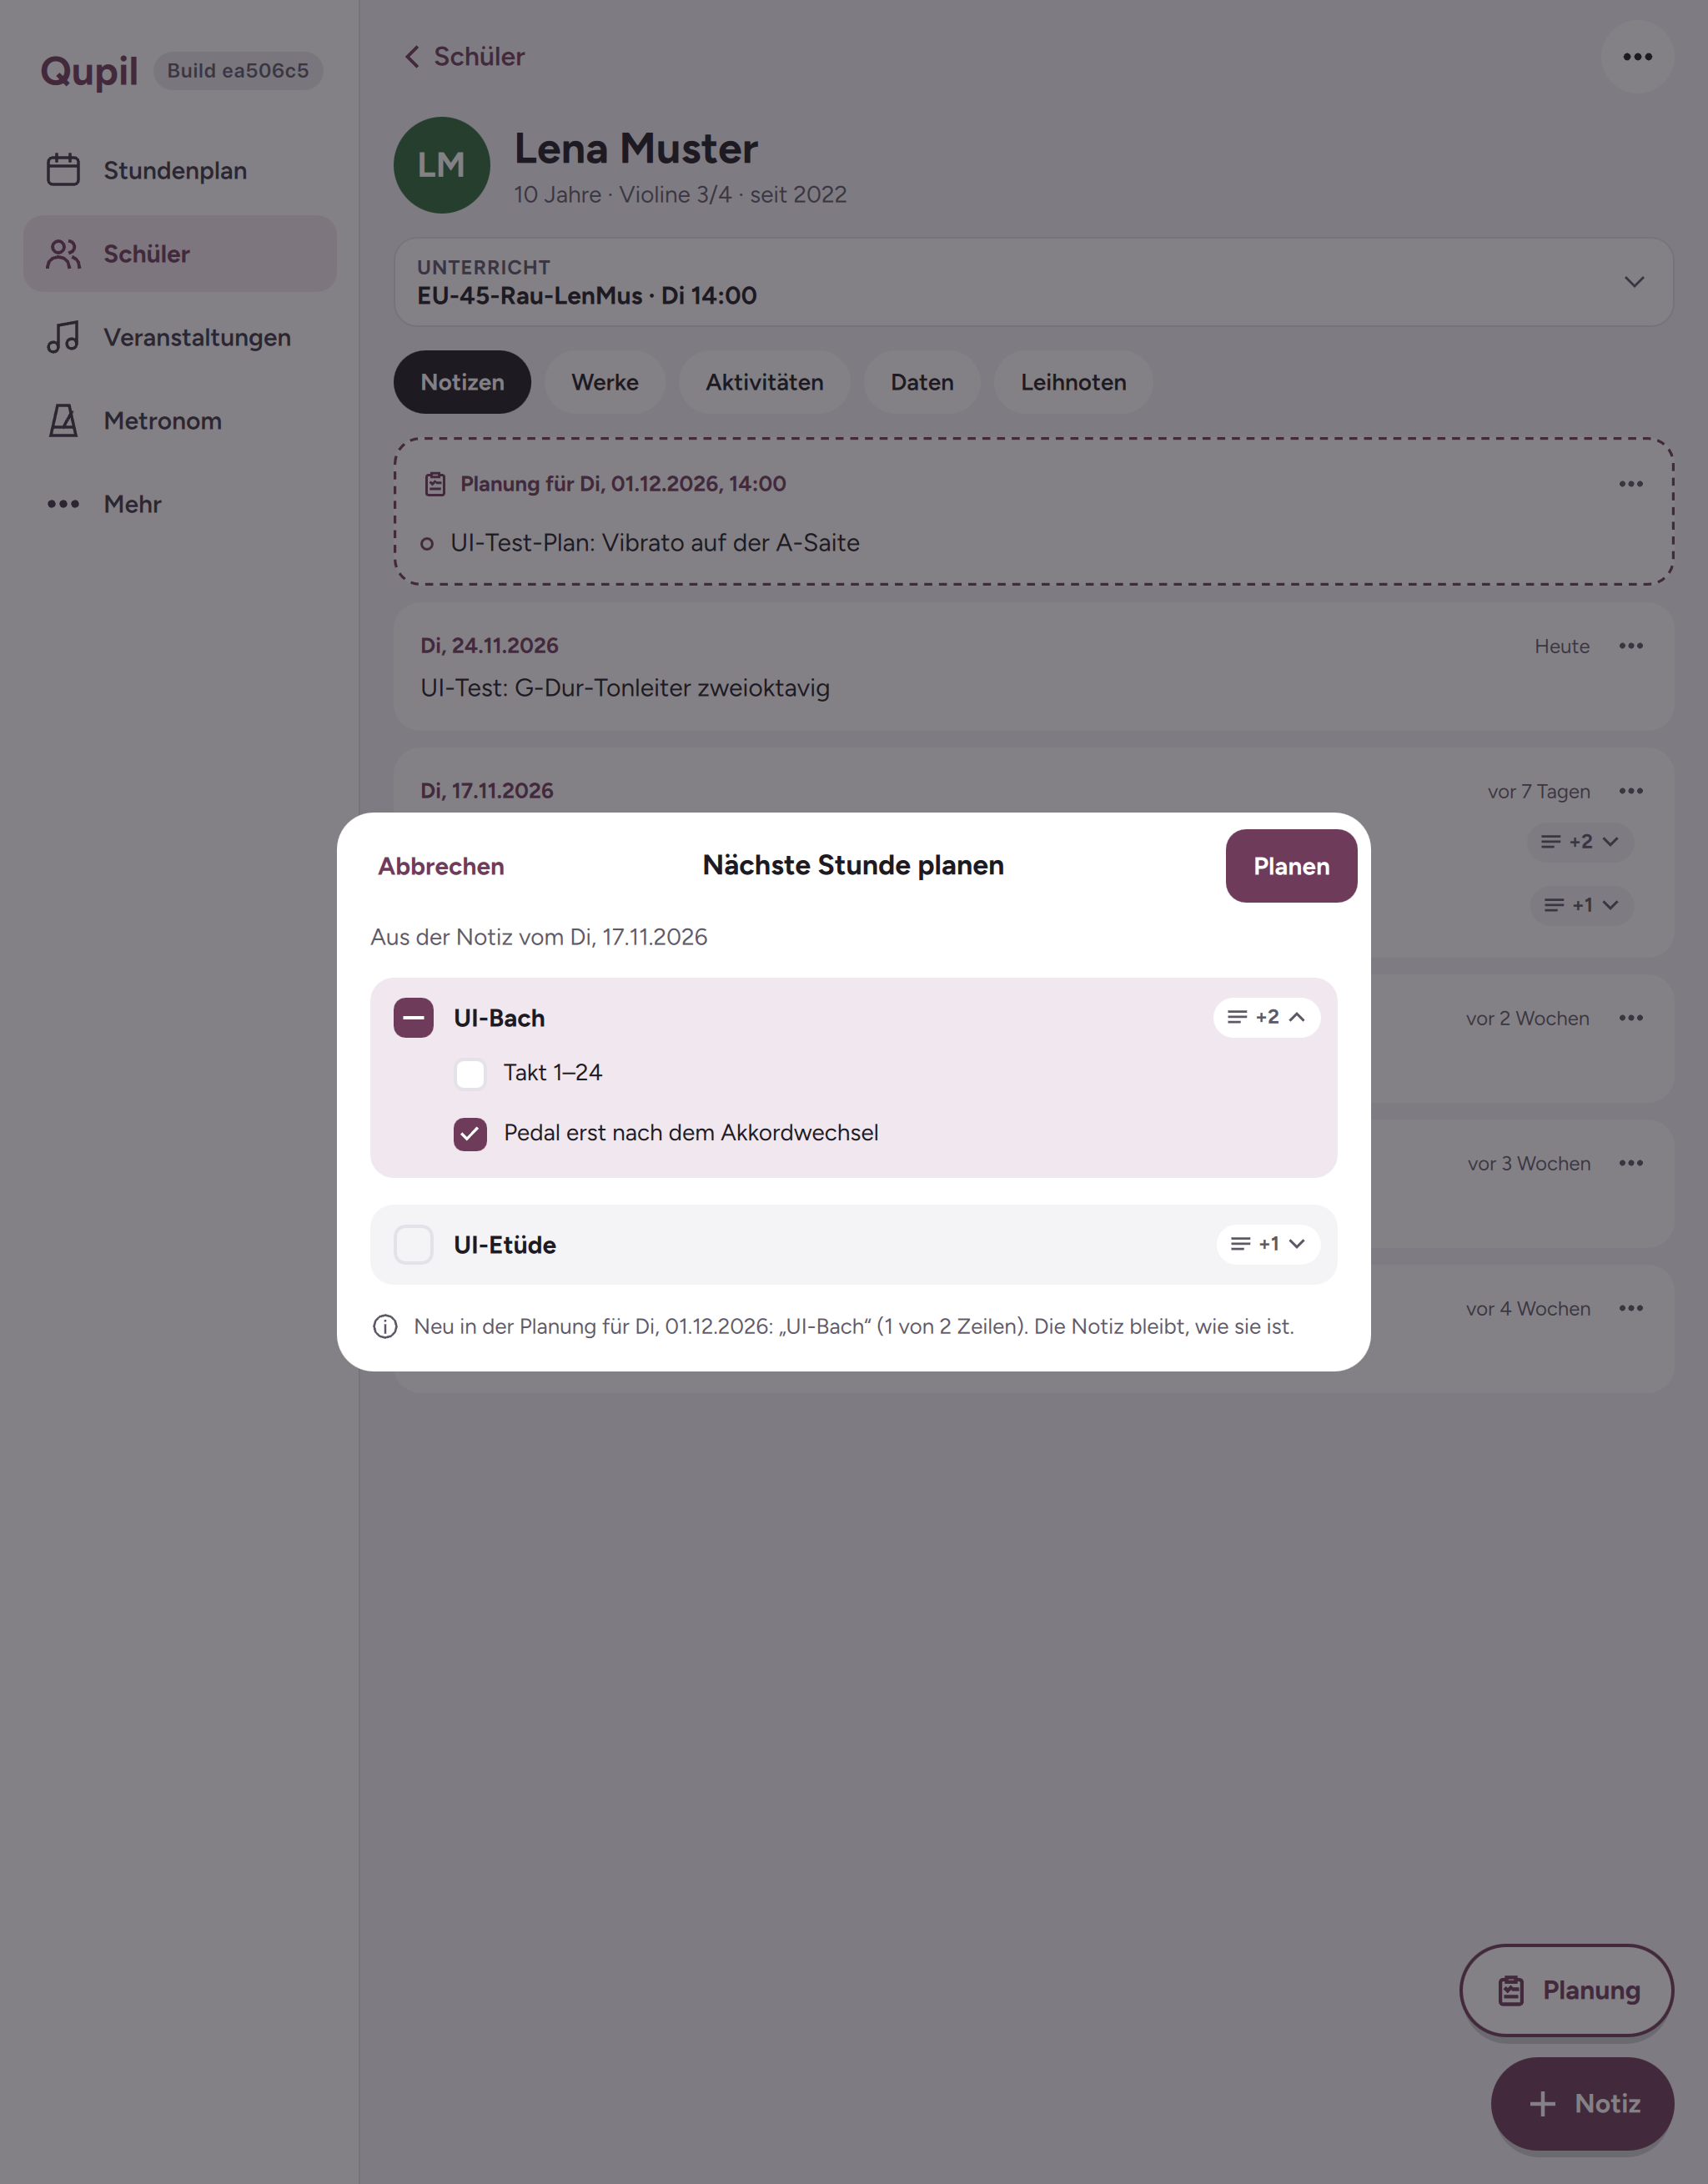 Qupil
Build ea506c5
Stundenplan
Schüler
Veranstaltungen
Metronom
Mehr
Schüler
LM
Lena Muster
10 Jahre · Violine 3/4 · seit 2022
UNTERRICHT
EU-45-Rau-LenMus · Di 14:00
Notizen
Werke
Aktivitäten
Daten
Leihnoten
Planung für Di, 01.12.2026, 14:00
UI-Test-Plan: Vibrato auf der A-Saite
Di, 24.11.2026
Heute
UI-Test: G-Dur-Tonleiter zweioktavig
Di, 17.11.2026
vor 7 Tagen
+2
+1
vor 2 Wochen
vor 3 Wochen
vor 4 Wochen
Abbrechen
Nächste Stunde planen
Planen
Aus der Notiz vom Di, 17.11.2026
UI-Bach
+2
Takt 1–24
Pedal erst nach dem Akkordwechsel
UI-Etüde
+1
Neu in der Planung für Di, 01.12.2026: „UI-Bach“ (1 von 2 Zeilen). Die Notiz bleibt, wie sie ist.
Planung
Notiz